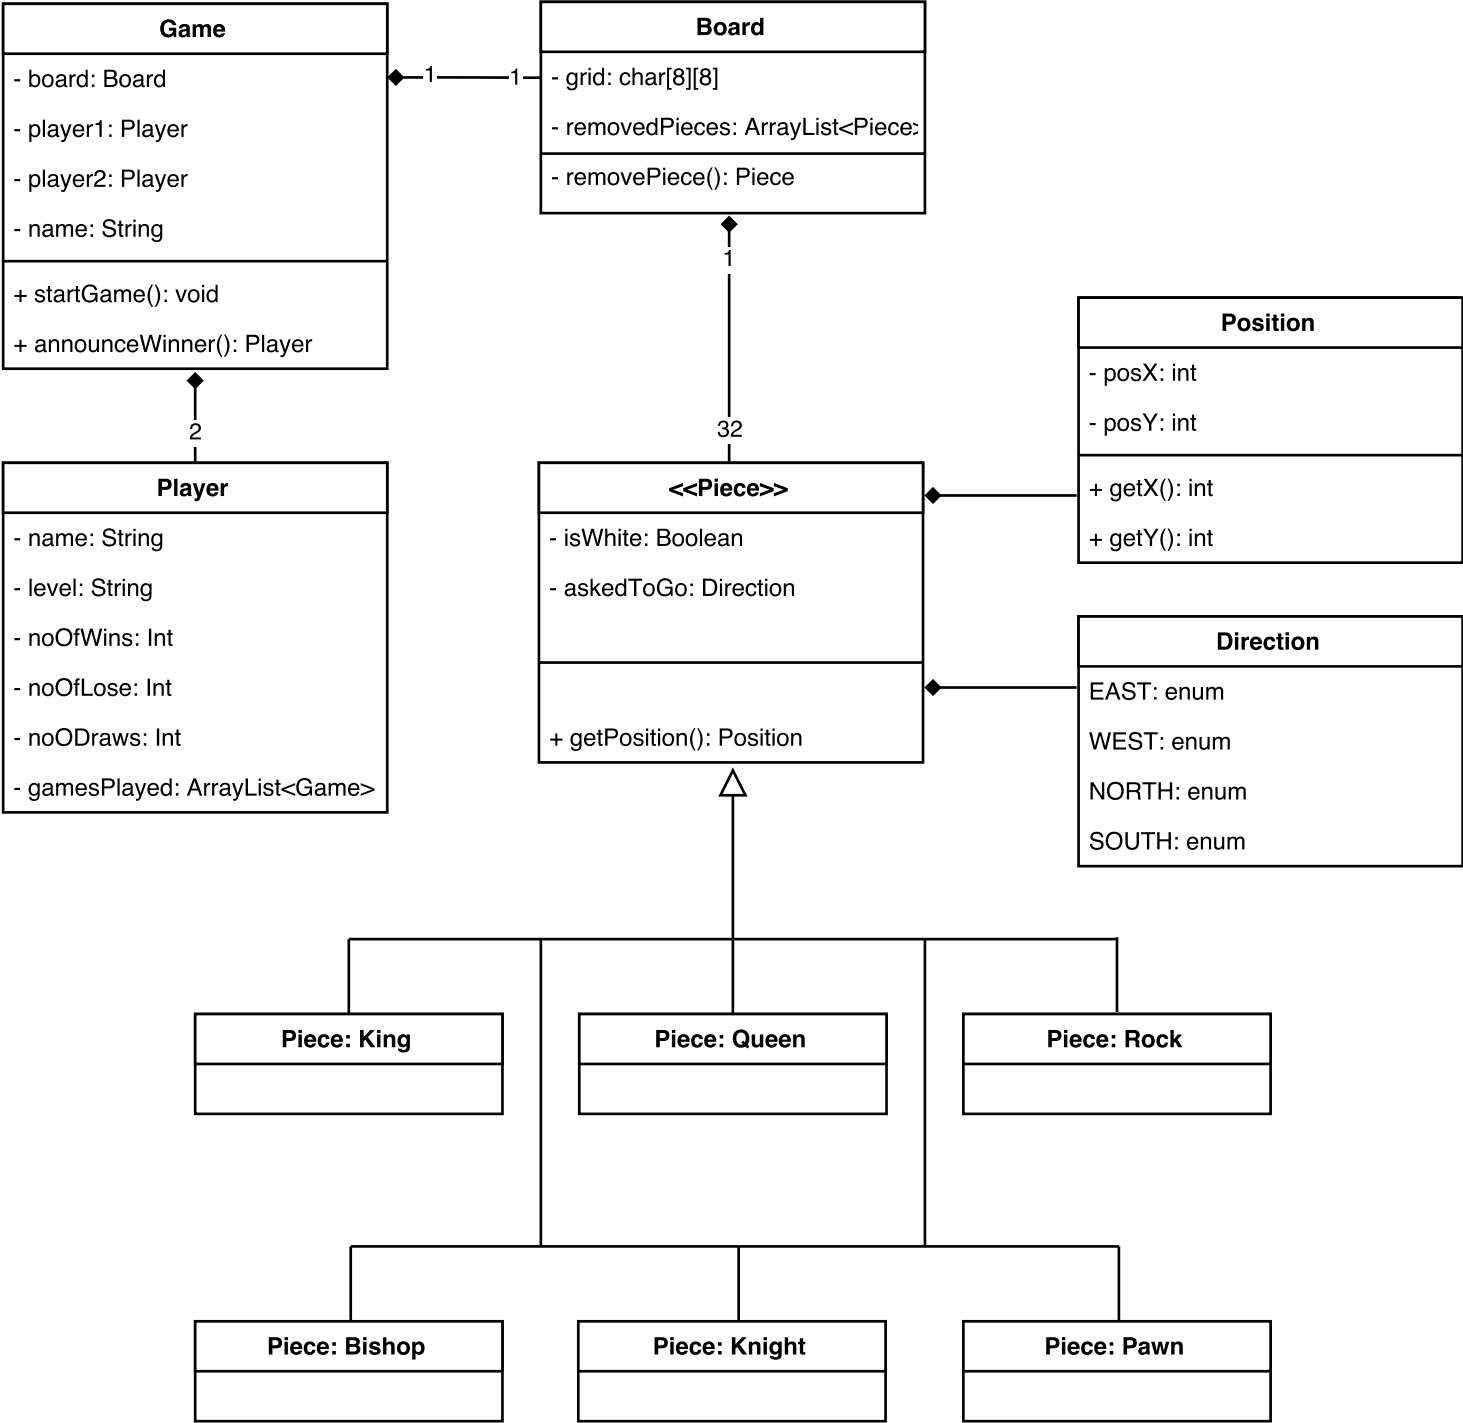 Game
- board: Board
- player1: Player
- player2: Player
- name: String
+ startGame(): void
+ announceWinner(): Player
1
1
Board
- grid: char[8][8]
- removedPieces: ArrayList<Piece>
- removePiece(): Piece
1
32
2
Player
- name: String
- level: String
- noOfWins: Int
- noOfLose: Int
- noODraws: Int
- gamesPlayed: ArrayList<Game>
<<Piece>>
- isWhite: Boolean
- askedToGo: Direction
+ getPosition(): Position
Position
- posX: int
- posY: int
+ getX(): int
+ getY(): int
Direction
EAST: enum
WEST: enum
NORTH: enum
SOUTH: enum
Piece: King
Piece: Queen
Piece: Rock
Piece: Bishop
Piece: Knight
Piece: Pawn